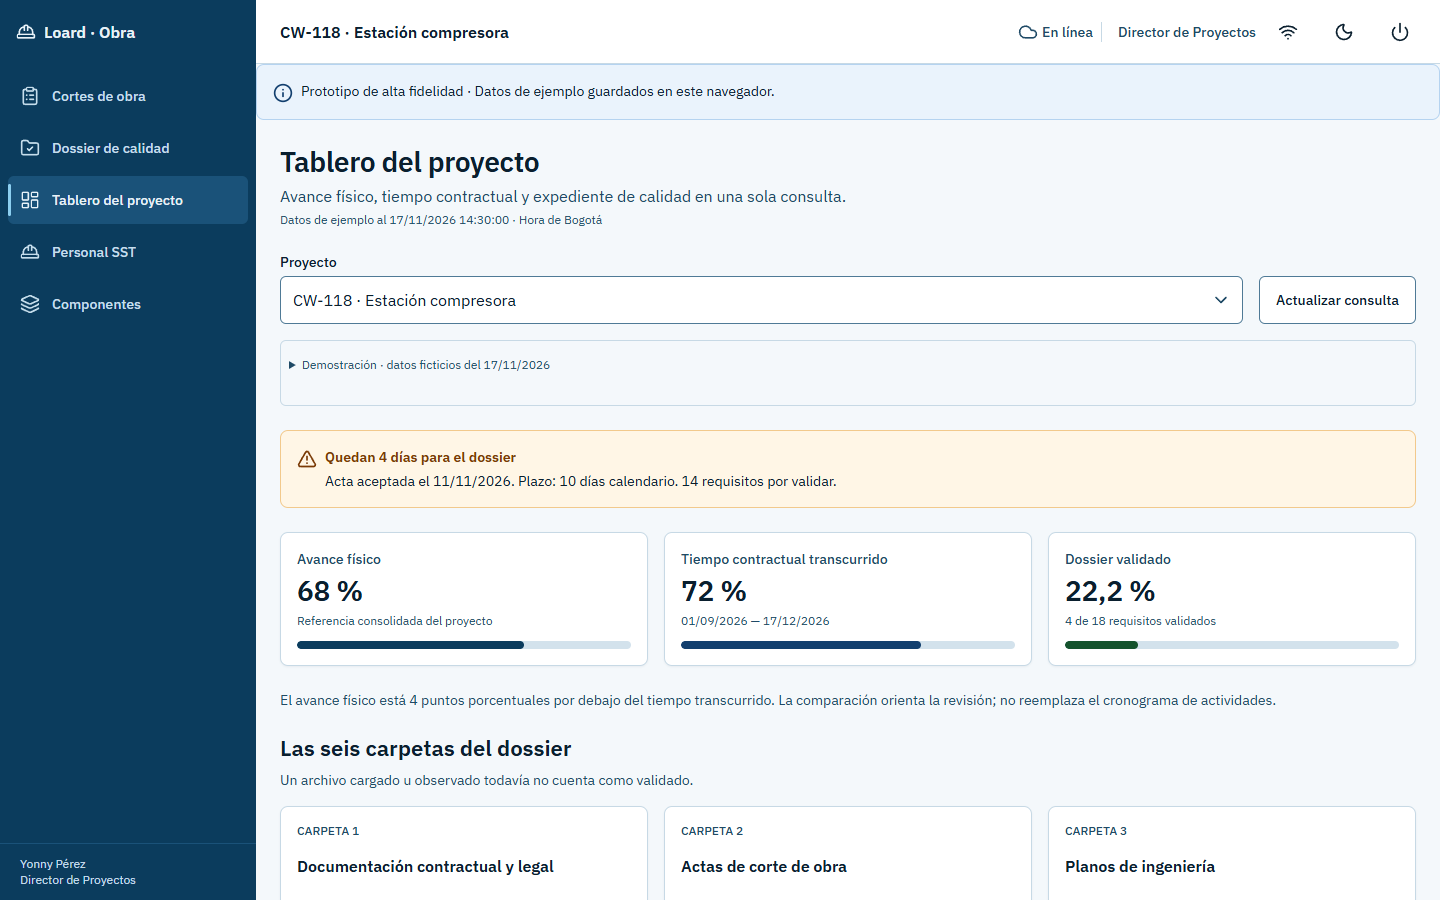 Loard · Obra
CW-118 · Estación compresora
En línea
Director de Proyectos
Cortes de obra
Dossier de calidad
Tablero del proyecto
Personal SST
Componentes
Yonny Pérez
Director de Proyectos
Prototipo de alta fidelidad · Datos de ejemplo guardados en este navegador.
Tablero del proyecto
Avance físico, tiempo contractual y expediente de calidad en una sola consulta.
Datos de ejemplo al 17/11/2026 14:30:00 · Hora de Bogotá
Proyecto
CW-118 · Estación compresora
Actualizar consulta
Demostración · datos ficticios del 17/11/2026
Quedan 4 días para el dossier
Acta aceptada el 11/11/2026. Plazo: 10 días calendario. 14 requisitos por validar.
Avance físico
68 %
Referencia consolidada del proyecto
Tiempo contractual transcurrido
72 %
01/09/2026 — 17/12/2026
Dossier validado
22,2 %
4 de 18 requisitos validados
El avance físico está 4 puntos porcentuales por debajo del tiempo transcurrido. La comparación orienta la revisión; no reemplaza el cronograma de actividades.
Las seis carpetas del dossier
Un archivo cargado u observado todavía no cuenta como validado.
CARPETA 1
Documentación contractual y legal
CARPETA 2
Actas de corte de obra
CARPETA 3
Planos de ingeniería